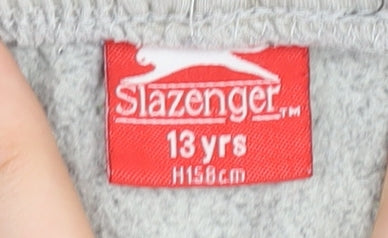 Slazenger™
13 yrs
H158cm